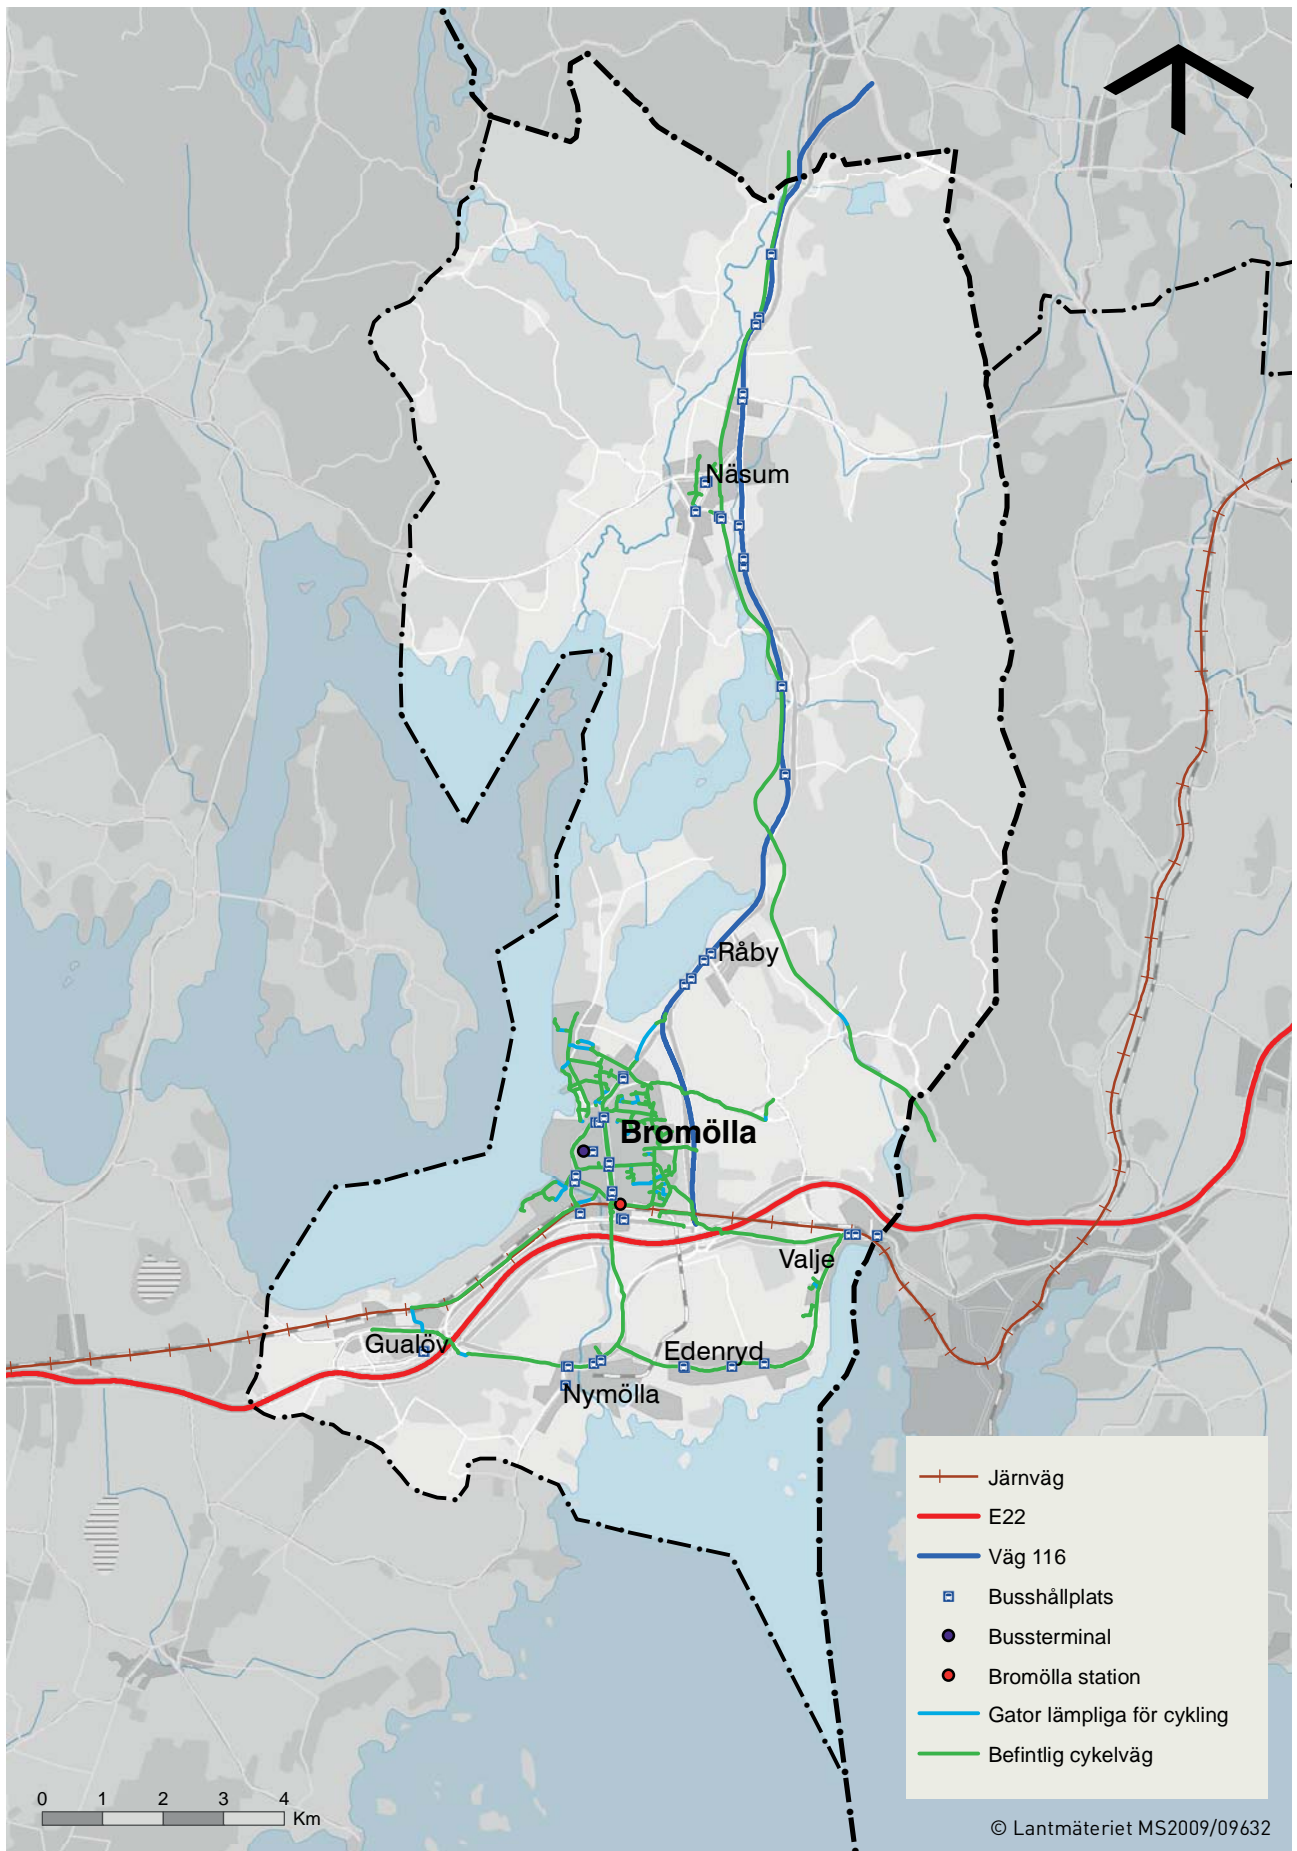 Näsum
Råby
Bromölla
Valje
Gualöv
Edenryd
Nymölla
Järnväg
E22
Väg 116
Busshållplats
Bussterminal
Bromölla station
Gator lämpliga för cykling
Befintlig cykelväg
0 1 2 3 4
Km
© Lantmäteriet MS2009/09632